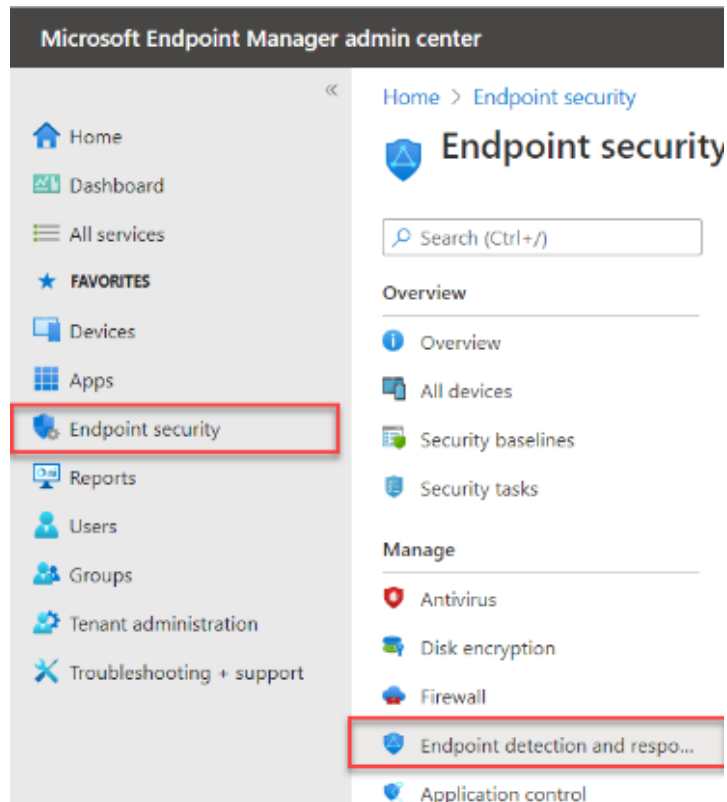 Microsoft Endpoint Manager admin center
«
Home
Dashboard
All services
FAVORITES
Devices
Apps
Endpoint security
Reports
Users
Groups
Tenant administration
Troubleshooting + support
Home > Endpoint security
Endpoint security
Search (Ctrl+/)
Overview
Overview
All devices
Security baselines
Security tasks
Manage
Antivirus
Disk encryption
Firewall
Endpoint detection and respo...
Application control